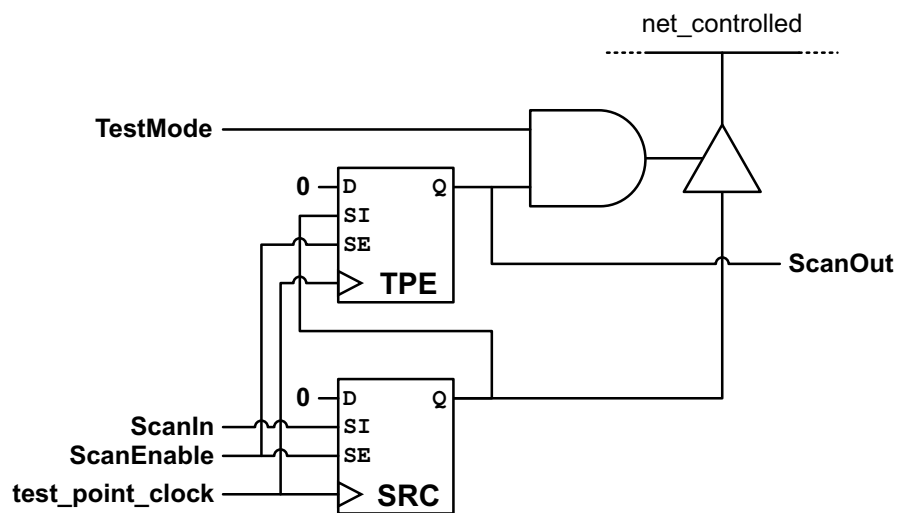 net_controlled
TestMode
0
D
Q
SI
SE
TPE
ScanOut
0
D
Q
ScanIn
SI
ScanEnable
SE
test_point_clock
SRC